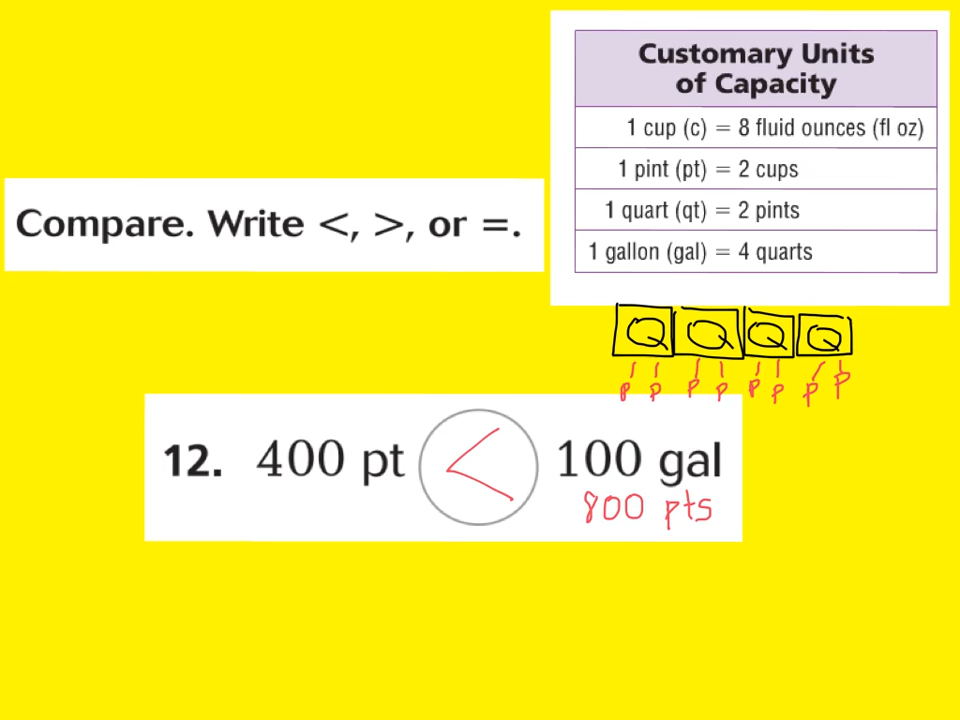 Customary Units
of Capacity
1 cup (c) = 8 fluid ounces (fl oz)
1 pint (pt) = 2 cups
1 quart (qt) = 2 pints
1 gallon (gal) = 4 quarts
Compare. Write <, >, or =.
Q Q Q Q
P P P P P P P P
12. 400 pt < 100 gal
800 pts